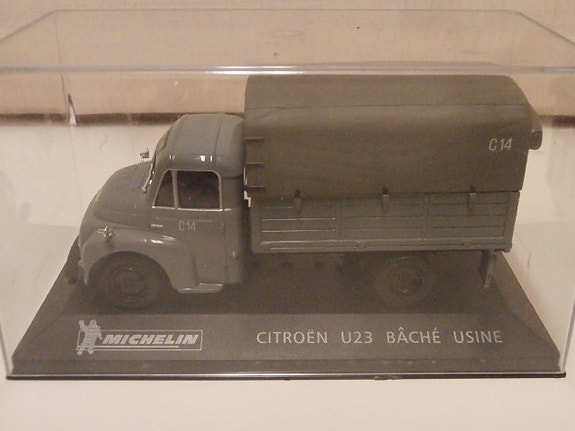 C14
C14
MICHELIN
CITROËN U23 BÂCHÉ USINE